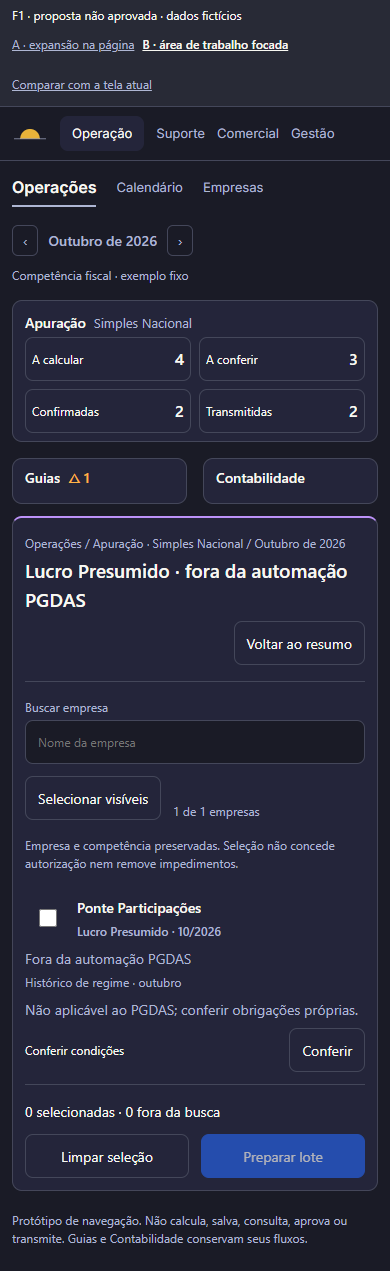 F1 · proposta não aprovada · dados fictícios
A · expansão na página B · área de trabalho focada
Comparar com a tela atual
Operação Suporte Comercial Gestão
Operações Calendário Empresas
‹ Outubro de 2026 ›
Competência fiscal · exemplo fixo
Apuração Simples Nacional
A calcular 4 A conferir 3
Confirmadas 2 Transmitidas 2
Guias △ 1 Contabilidade
Operações / Apuração · Simples Nacional / Outubro de 2026
Lucro Presumido · fora da automação
PGDAS
Voltar ao resumo
Buscar empresa
Nome da empresa
Selecionar visíveis 1 de 1 empresas
Empresa e competência preservadas. Seleção não concede
autorização nem remove impedimentos.
Ponte Participações
Lucro Presumido · 10/2026
Fora da automação PGDAS
Histórico de regime · outubro
Não aplicável ao PGDAS; conferir obrigações próprias.
Conferir condições Conferir
0 selecionadas · 0 fora da busca
Limpar seleção Preparar lote
Protótipo de navegação. Não calcula, salva, consulta, aprova ou
transmite. Guias e Contabilidade conservam seus fluxos.